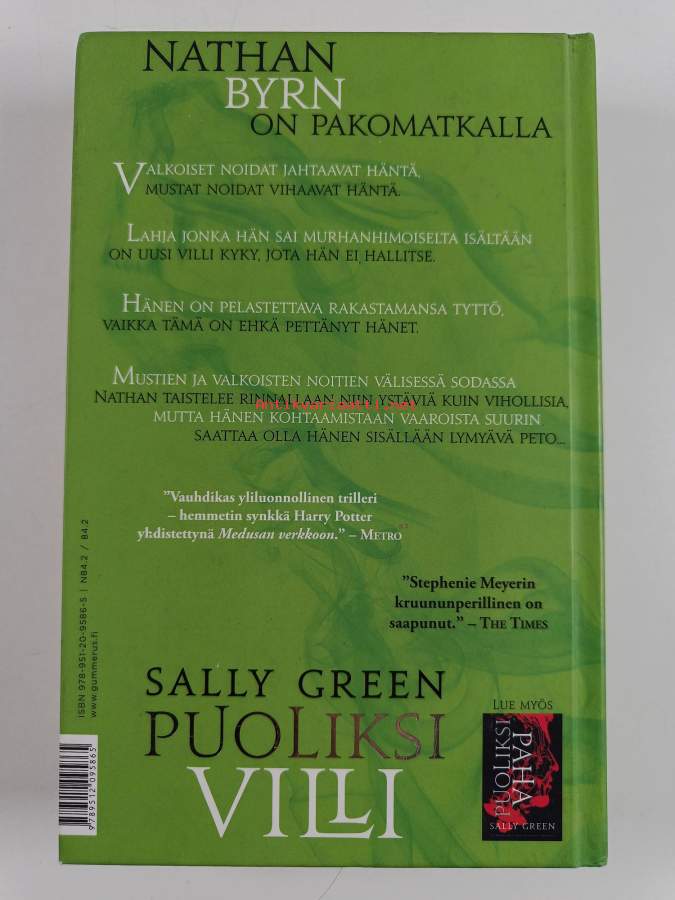 NATHAN
BYRN
ON PAKOMATKALLA
VALKOISET NOIDAT JAHTAAVAT HÄNTÄ,
MUSTAT NOIDAT VIHAAVAT HÄNTÄ.
LAHJA JONKA HÄN SAI MURHANHIMOISELTA ISÄLTÄÄN
ON UUSI VILLI KYKY, JOTA HÄN EI HALLITSE.
HÄNEN ON PELASTETTAVA RAKASTAMANSA TYTTÖ,
VAIKKA TÄMÄ ON EHKÄ PETTÄNYT HÄNET.
MUSTIEN JA VALKOISTEN NOITIEN VÄLISESSÄ SODASSA
NATHAN TAISTELEE RINNALLAAN NIIN YSTÄVIÄ KUIN VIHOLLISIA,
antikvariaatti.net
MUTTA HÄNEN KOHTAAMISTAAN VAAROISTA SUURIN
SAATTAA OLLA HÄNEN SISÄLLÄÄN LYMYÄVÄ PETO...
”Vauhdikas yliluonnollinen trilleri
– hemmetin synkkä Harry Potter
yhdistettynä Medusan verkkoon.” – METRO
”Stephenie Meyerin
kruununperillinen on
saapunut.” – THE TIMES
SALLY GREEN
PUOLIKSI
VILLI
LUE MYÖS
PUOLIKSI
PAHA
SALLY GREEN
ISBN 978-951-20-9586-5 | N84.2 / 84.2
www.gummerus.fi
9789512095865